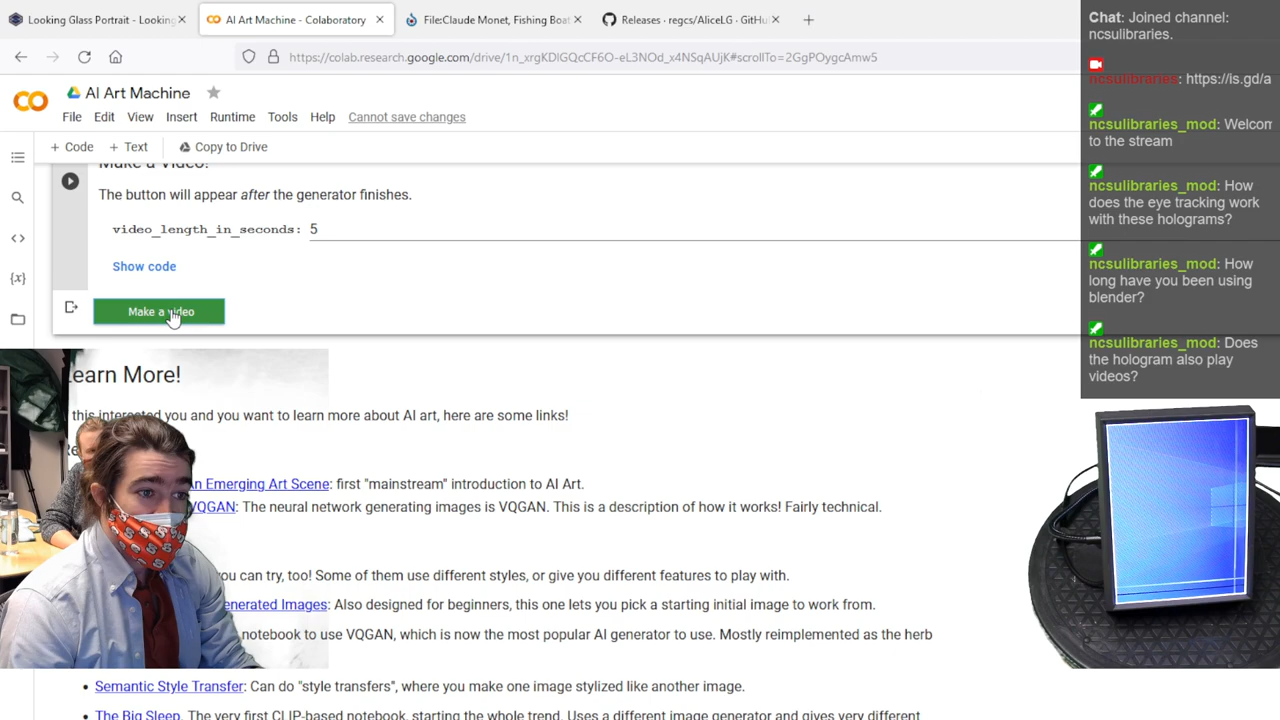 Looking Glass Portrait - Looking
AI Art Machine - Colaboratory
File:Claude Monet, Fishing Boat
Releases · regcs/AliceLG · GitHu
https://colab.research.google.com/drive/1n_xrgKDlGQcCF6O-eL3NOd_x4NSqAUjK#scrollTo=2GgPOygcAmw5
AI Art Machine
File Edit View Insert Runtime Tools Help Cannot save changes
+ Code + Text Copy to Drive
Make a Video!
The button will appear after the generator finishes.
video_length_in_seconds: 5
Show code
Make a video
Learn More!
this interested you and you want to learn more about AI art, here are some links!
An Emerging Art Scene: first "mainstream" introduction to AI Art.
VQGAN: The neural network generating images is VQGAN. This is a description of how it works! Fairly technical.
you can try, too! Some of them use different styles, or give you different features to play with.
enerated Images: Also designed for beginners, this one lets you pick a starting initial image to work from.
notebook to use VQGAN, which is now the most popular AI generator to use. Mostly reimplemented as the herb
• Semantic Style Transfer: Can do "style transfers", where you make one image stylized like another image.
• The Big Sleep. The very first CLIP-based notebook, starting the whole trend. Uses a different image generator and gives very different
Chat: Joined channel:
ncsulibraries.
ncsulibraries: https://is.gd/a
ncsulibraries_mod: Welcom
to the stream
ncsulibraries_mod: How
does the eye tracking work
with these holograms?
ncsulibraries_mod: How
long have you been using
blender?
ncsulibraries_mod: Does
the hologram also play
videos?